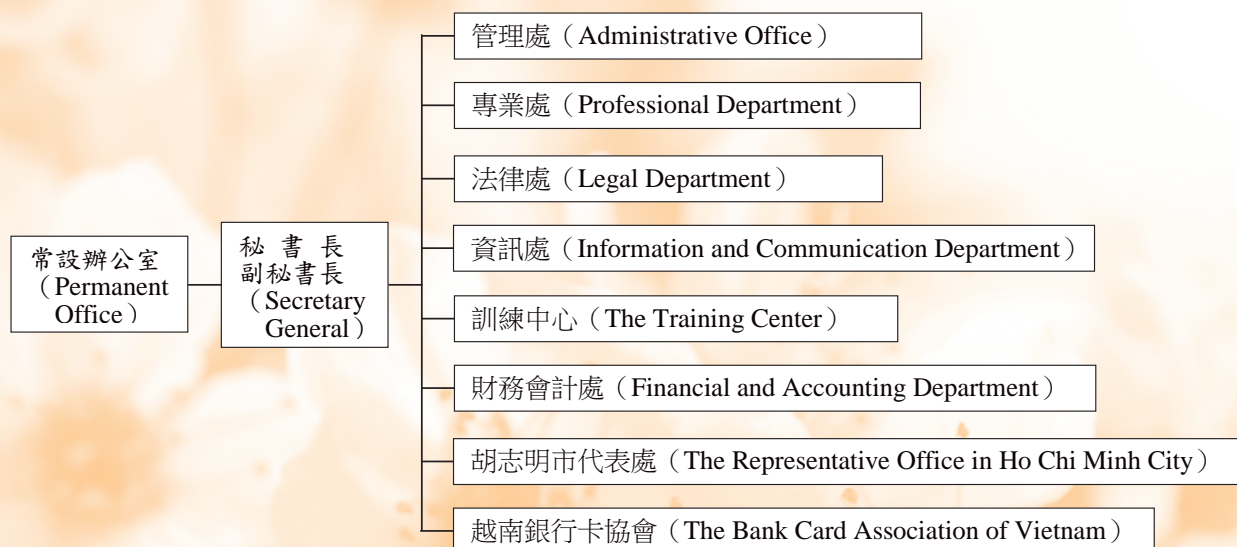 常設辦公室
（Permanent
Office）
秘 書 長
副秘書長
（Secretary
General）
管理處（Administrative Office）
專業處（Professional Department）
法律處（Legal Department）
資訊處（Information and Communication Department）
訓練中心（The Training Center）
財務會計處（Financial and Accounting Department）
胡志明市代表處（The Representative Office in Ho Chi Minh City）
越南銀行卡協會（The Bank Card Association of Vietnam）